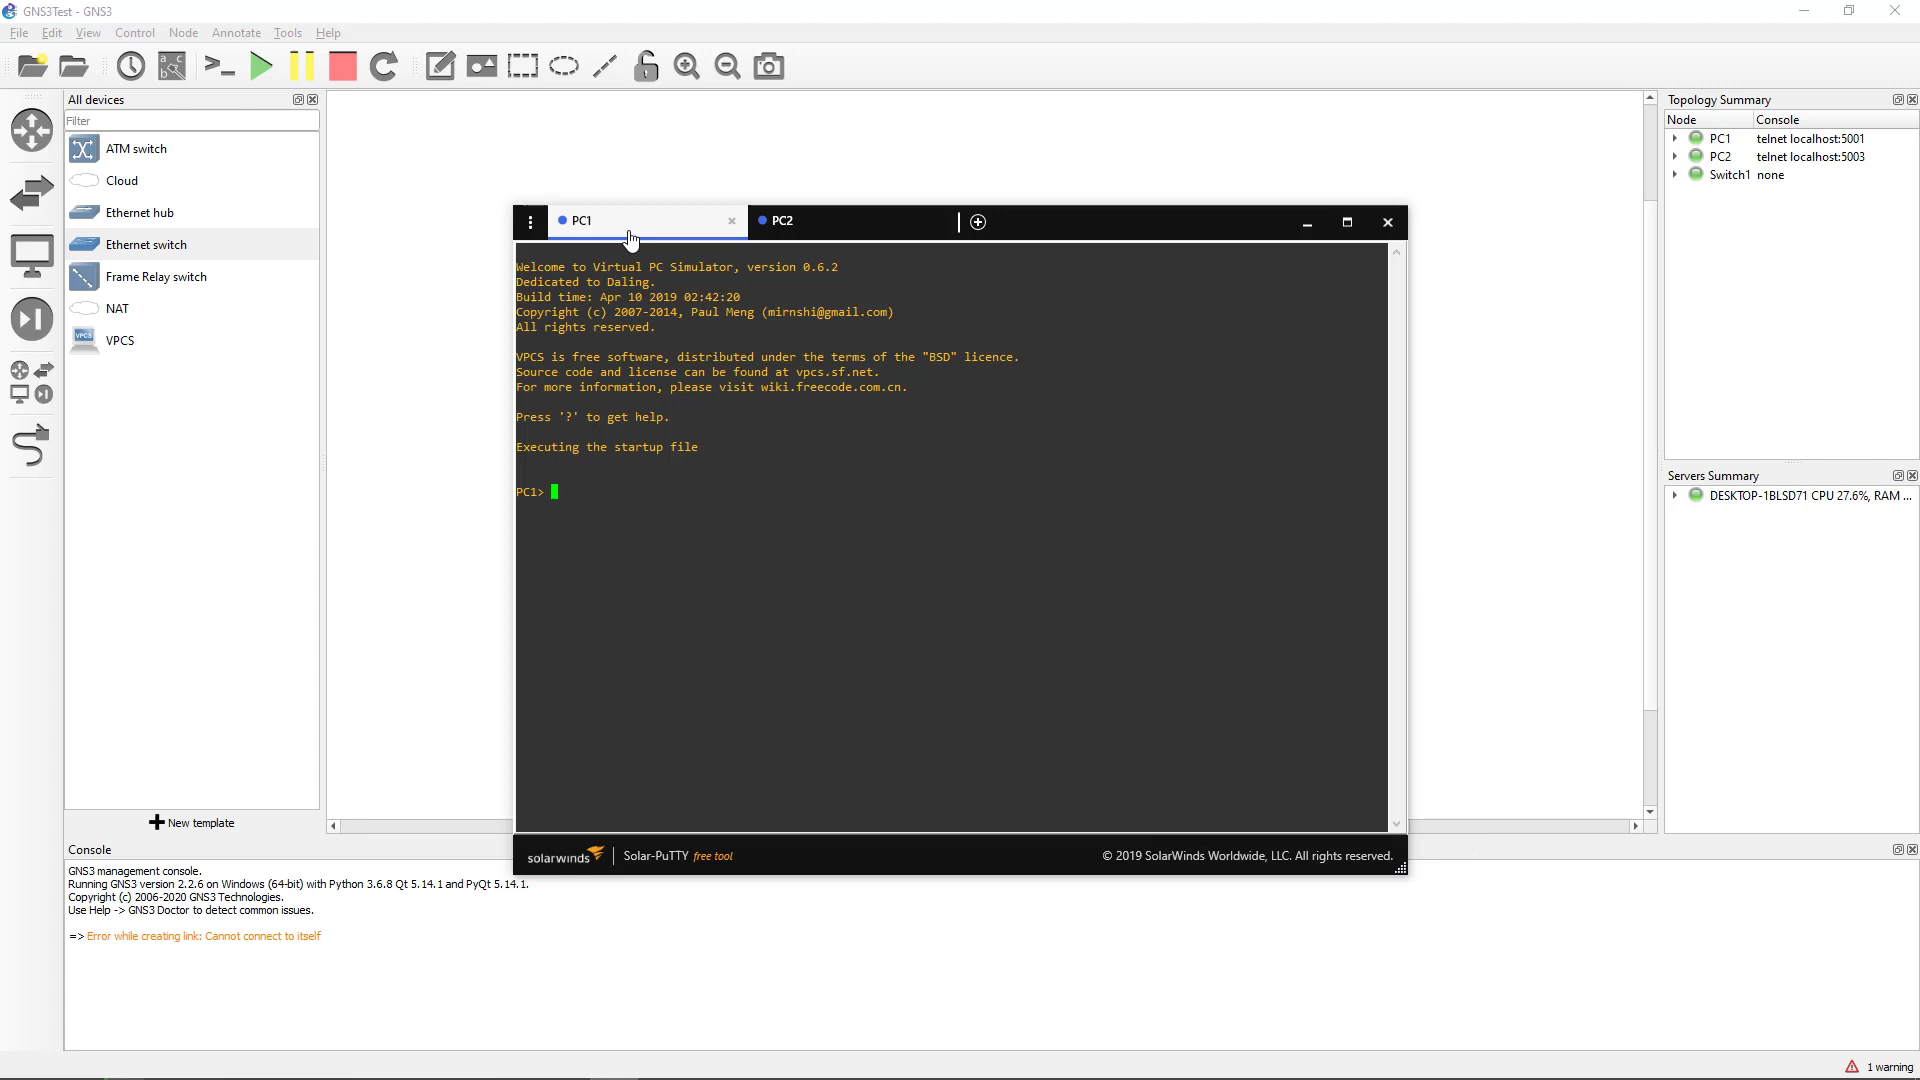 GNS3Test - GNS3
File Edit View Control Node Annotate Tools Help
All devices
Filter
ATM switch
Cloud
Ethernet hub
Ethernet switch
Frame Relay switch
NAT
VPCS
New template
PC1
PC2
Welcome to Virtual PC Simulator, version 0.6.2
Dedicated to Daling.
Build time: Apr 10 2019 02:42:20
Copyright (c) 2007-2014, Paul Meng (mirnshi@gmail.com)
All rights reserved.
VPCS is free software, distributed under the terms of the "BSD" licence.
Source code and license can be found at vpcs.sf.net.
For more information, please visit wiki.freecode.com.cn.
Press '?' to get help.
Executing the startup file
PC1>
solarwinds Solar-PuTTY free tool © 2019 SolarWinds Worldwide, LLC. All rights reserved.
Topology Summary
Node Console
PC1 telnet localhost:5001
PC2 telnet localhost:5003
Switch1 none
Servers Summary
DESKTOP-1BLSD71 CPU 27.6%, RAM ...
Console
GNS3 management console.
Running GNS3 version 2.2.6 on Windows (64-bit) with Python 3.6.8 Qt 5.14.1 and PyQt 5.14.1.
Copyright (c) 2006-2020 GNS3 Technologies.
Use Help -> GNS3 Doctor to detect common issues.
=> Error while creating link: Cannot connect to itself
1 warning